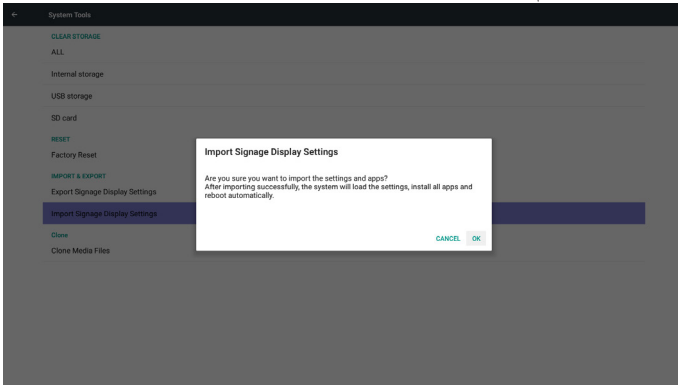 System Tools
CLEAR STORAGE
ALL
Internal storage
USB storage
SD card
RESET
Factory Reset
IMPORT & EXPORT
Export Signage Display Settings
Import Signage Display Settings
Clone
Clone Media Files
Import Signage Display Settings
Are you sure you want to import the settings and apps?
After importing successfully, the system will load the settings, install all apps and
reboot automatically.
CANCEL OK